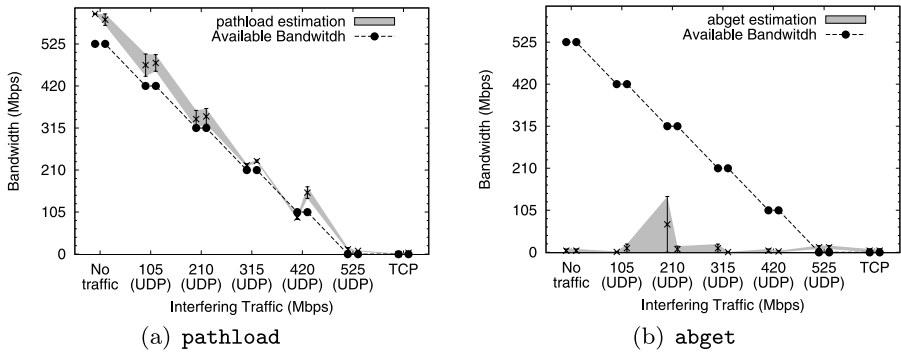 pathload estimation
Available Bandwitdh
Bandwidth (Mbps)
525
420
315
210
105
0
No traffic
105 (UDP)
210 (UDP)
315 (UDP)
420 (UDP)
525 (UDP)
TCP
Interfering Traffic (Mbps)
(a) pathload
abget estimation
Available Bandwitdh
Bandwidth (Mbps)
525
420
315
210
105
0
No traffic
105 (UDP)
210 (UDP)
315 (UDP)
420 (UDP)
525 (UDP)
TCP
Interfering Traffic (Mbps)
(b) abget